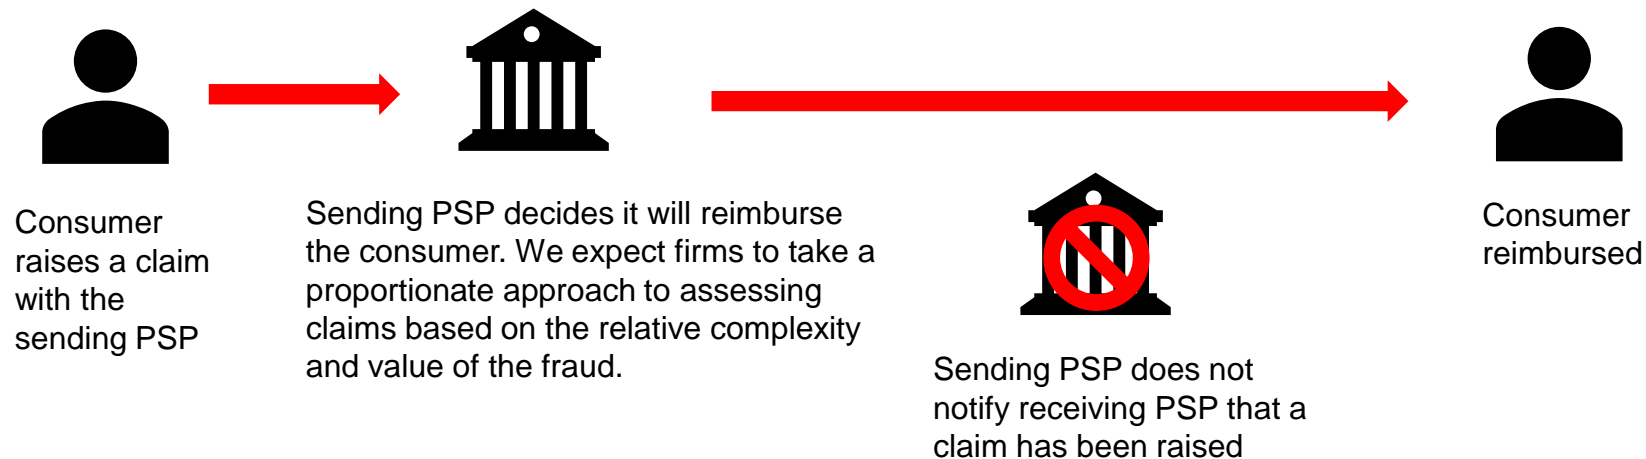 Consumer
raises a claim
with the
sending PSP
Sending PSP decides it will reimburse
the consumer. We expect firms to take a
proportionate approach to assessing
claims based on the relative complexity
and value of the fraud.
Sending PSP does not
notify receiving PSP that a
claim has been raised
Consumer
reimbursed